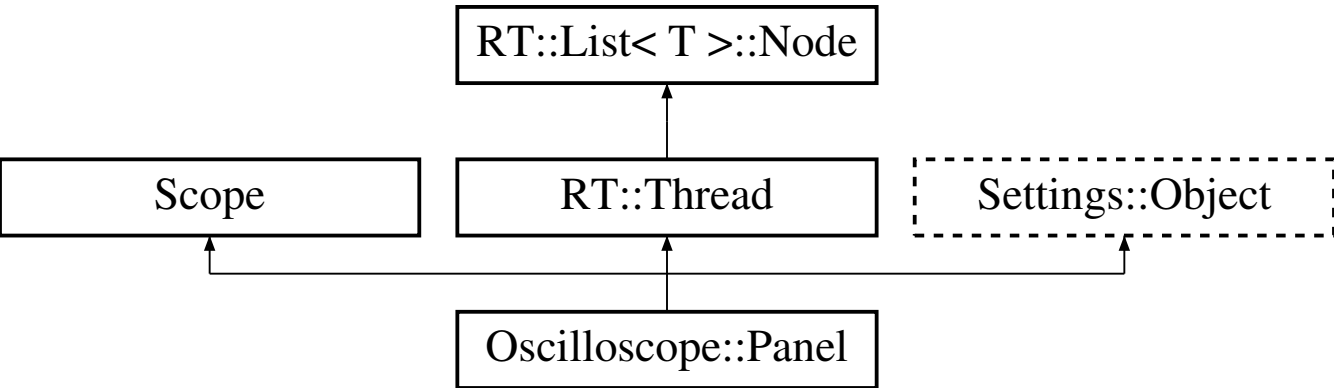 RT::List< T >::Node
Scope
RT::Thread
Settings::Object
Oscilloscope::Panel